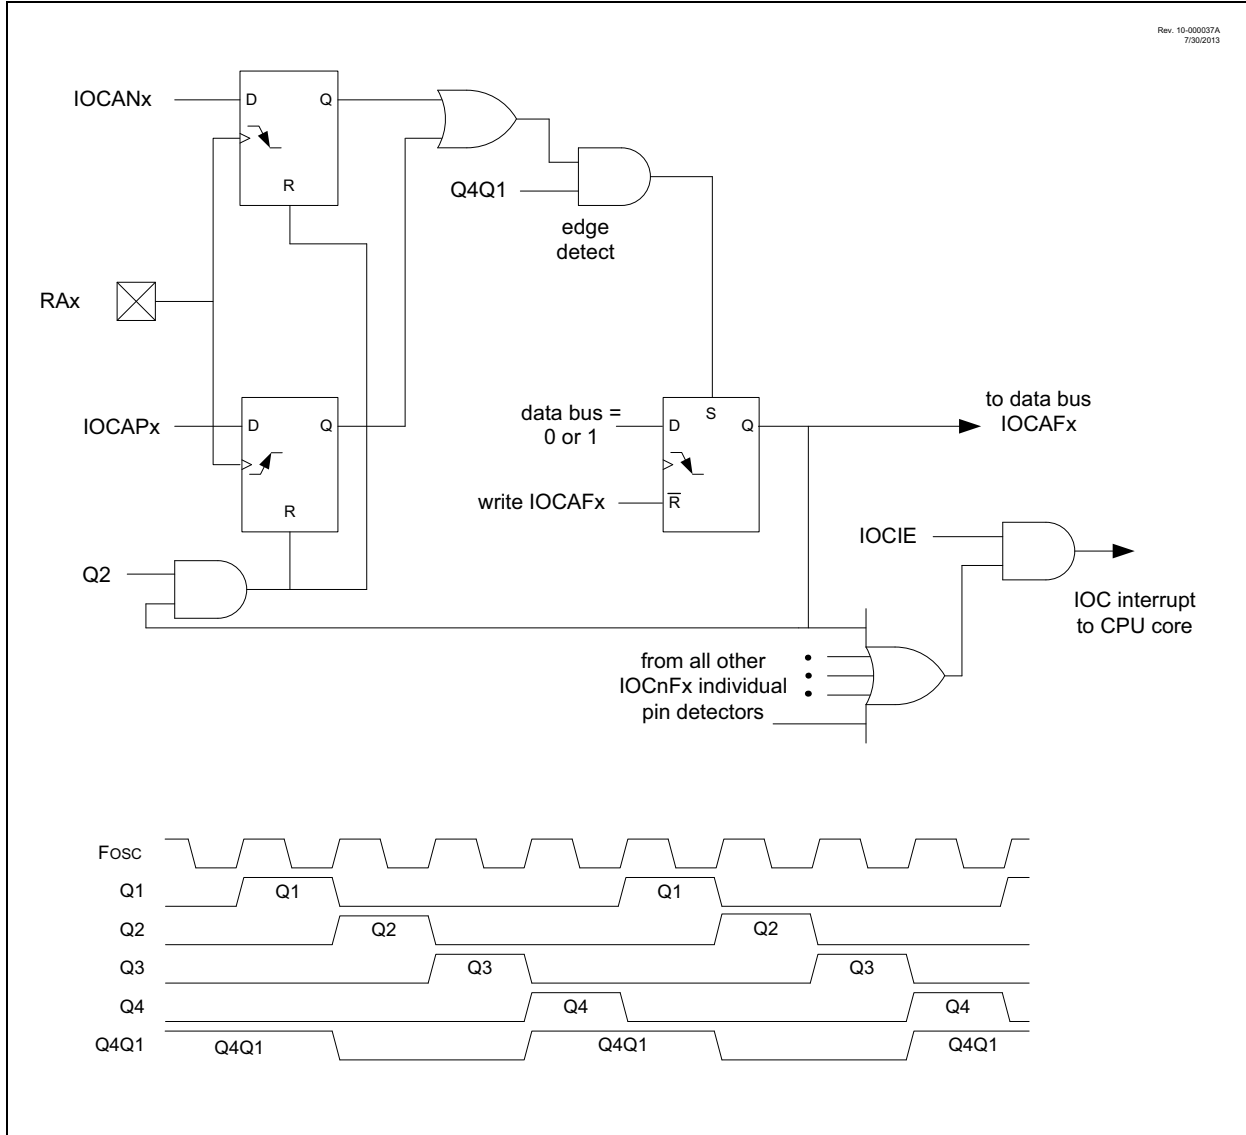 Rev. 10-000037A
7/30/2013
IOCANx
D
Q
R
Q4Q1
edge
detect
RAx
IOCAPx
D
Q
R
data bus =
0 or 1
S
D
Q
write IOCAFx
R
to data bus
IOCAFx
IOCIE
Q2
IOC interrupt
to CPU core
from all other
IOCnFx individual
pin detectors
FOSC
Q1
Q1
Q1
Q2
Q2
Q2
Q3
Q3
Q3
Q4
Q4
Q4
Q4Q1
Q4Q1
Q4Q1
Q4Q1